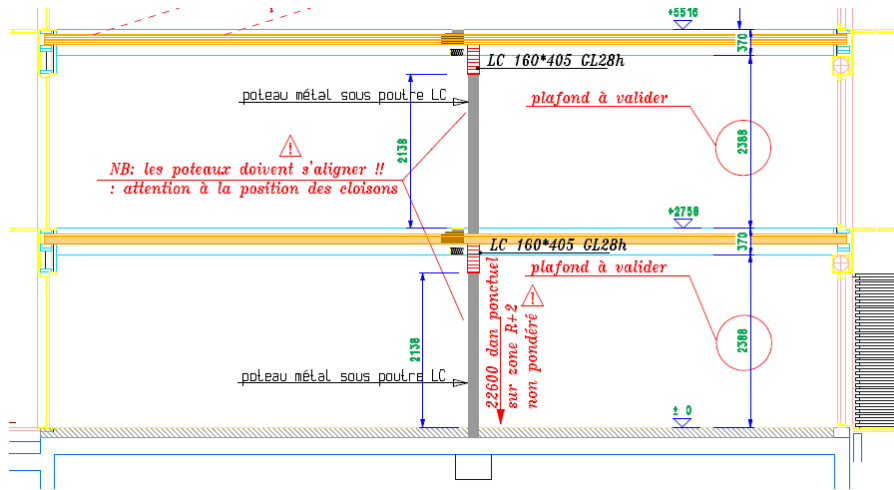 +5516
370
LC 160*405 GL28h
poteau métal sous poutre LC
plafond à valider
2138
2388
NB: les poteaux doivent s'aligner !!
: attention à la position des cloisons
!
+2758
370
LC 160*405 GL28h
plafond à valider
22600 dan ponctuel
sur zone R+2
non pondéré
!
2138
2388
poteau métal sous poutre LC
± 0